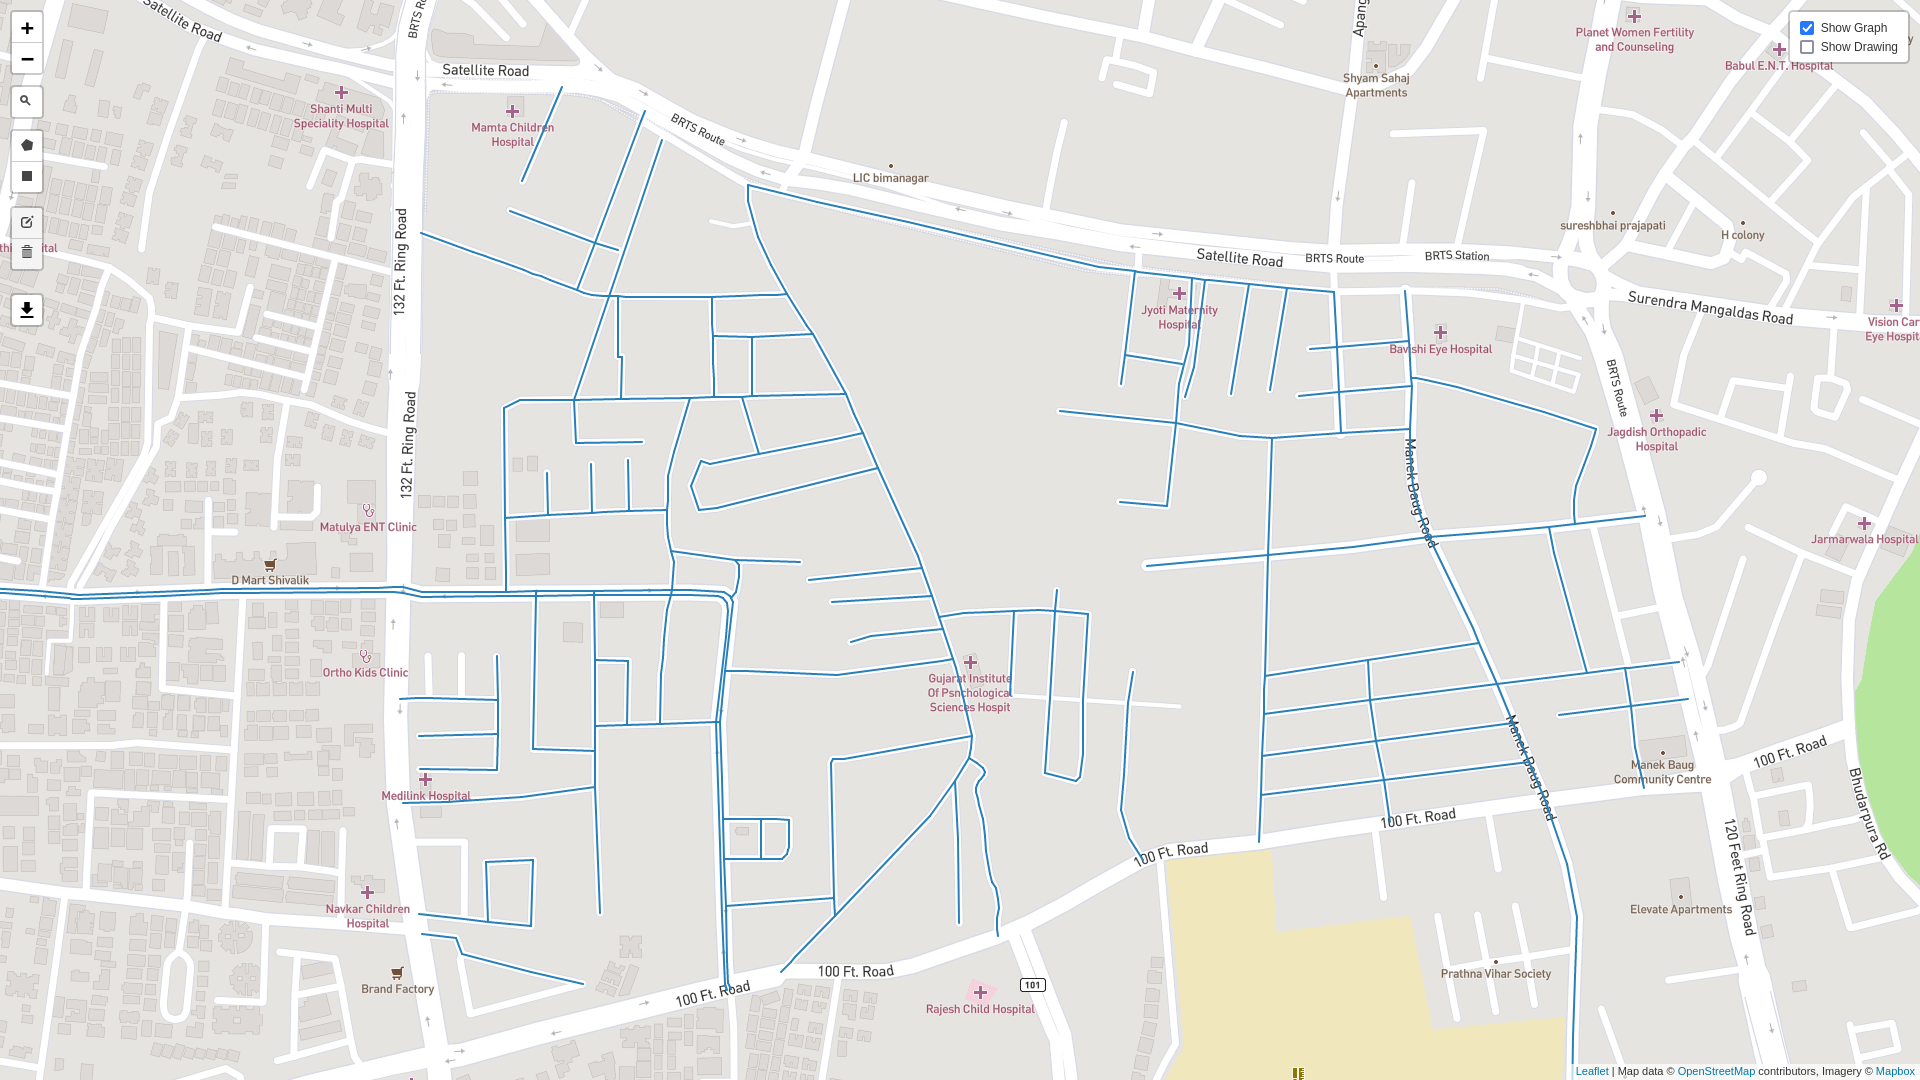 +
−
Show Graph
Show Drawing
Satellite Road
BRTS
Satellite Road
BRTS Route
Shanti Multi
Speciality Hospital
Mamta Children
Hospital
LIC bimanagar
Shyam Sahaj
Apartments
Planet Women Fertility
and Counseling
Babul E.N.T. Hospital
sureshbhai prajapati
H colony
132 Ft. Ring Road
Satellite Road
BRTS Route
BRTS Station
Surendra Mangaldas Road
Jyoti Maternity
Hospital
Bavishi Eye Hospital
Vision Car
Eye Hospit
BRTS Route
Jagdish Orthopadic
Hospital
132 Ft. Ring Road
Manek Baug Road
Matulya ENT Clinic
Jarmarwala Hospital
D Mart Shivalik
Ortho Kids Clinic
Gujarat Institute
Of Psnchological
Sciences Hospit
Manek Baug Road
Manek Baug
Community Centre
100 Ft. Road
Bhudarpura Rd
Medilink Hospital
100 Ft. Road
100 Ft. Road
120 Feet Ring Road
Navkar Children
Hospital
Elevate Apartments
Brand Factory
100 Ft. Road
100 Ft. Road
101
Prathna Vihar Society
Rajesh Child Hospital
Leaflet | Map data © OpenStreetMap contributors, Imagery © Mapbox